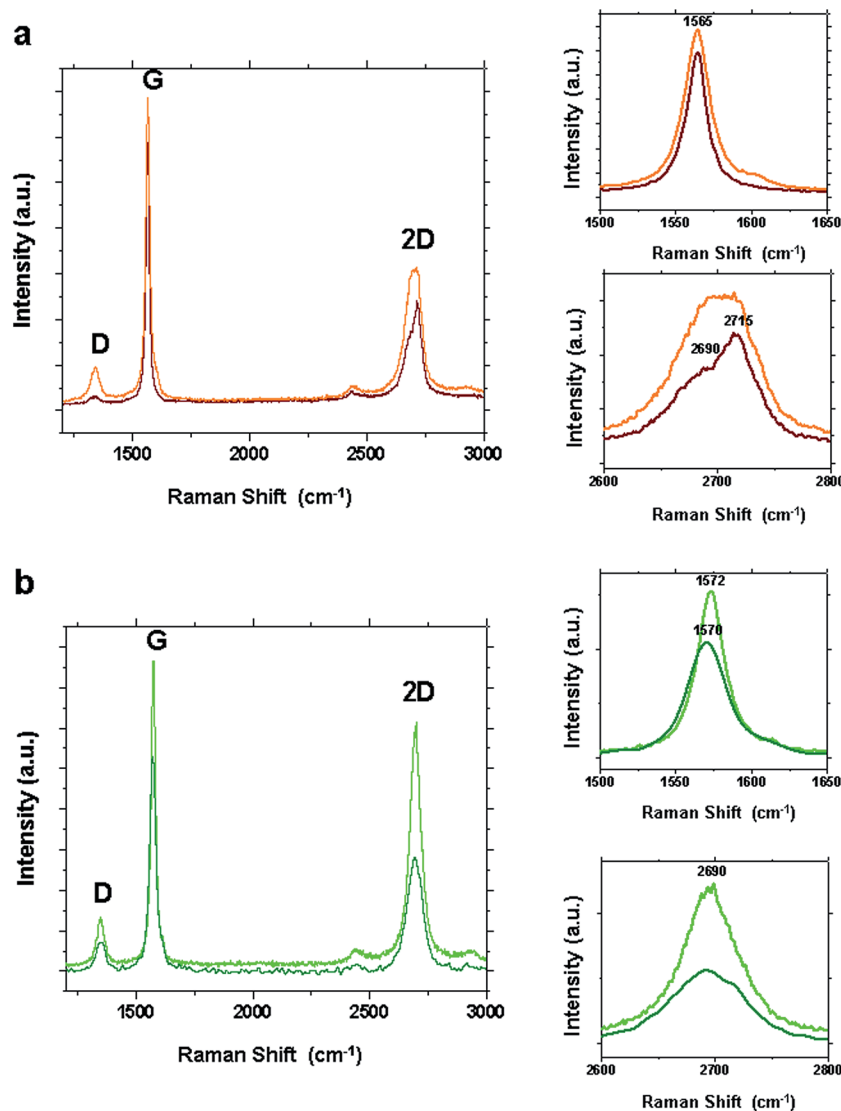 a
G
2D
D
Intensity (a.u.)
1500 2000 2500 3000
Raman Shift (cm-1)
1565
Intensity (a.u.)
1500 1550 1600 1650
Raman Shift (cm-1)
2715
2690
Intensity (a.u.)
2600 2700 2800
Raman Shift (cm-1)
b
G
2D
D
Intensity (a.u.)
1500 2000 2500 3000
Raman Shift (cm-1)
1572
1570
Intensity (a.u.)
1500 1550 1600 1650
Raman Shift (cm-1)
2690
Intensity (a.u.)
2600 2700 2800
Raman Shift (cm-1)